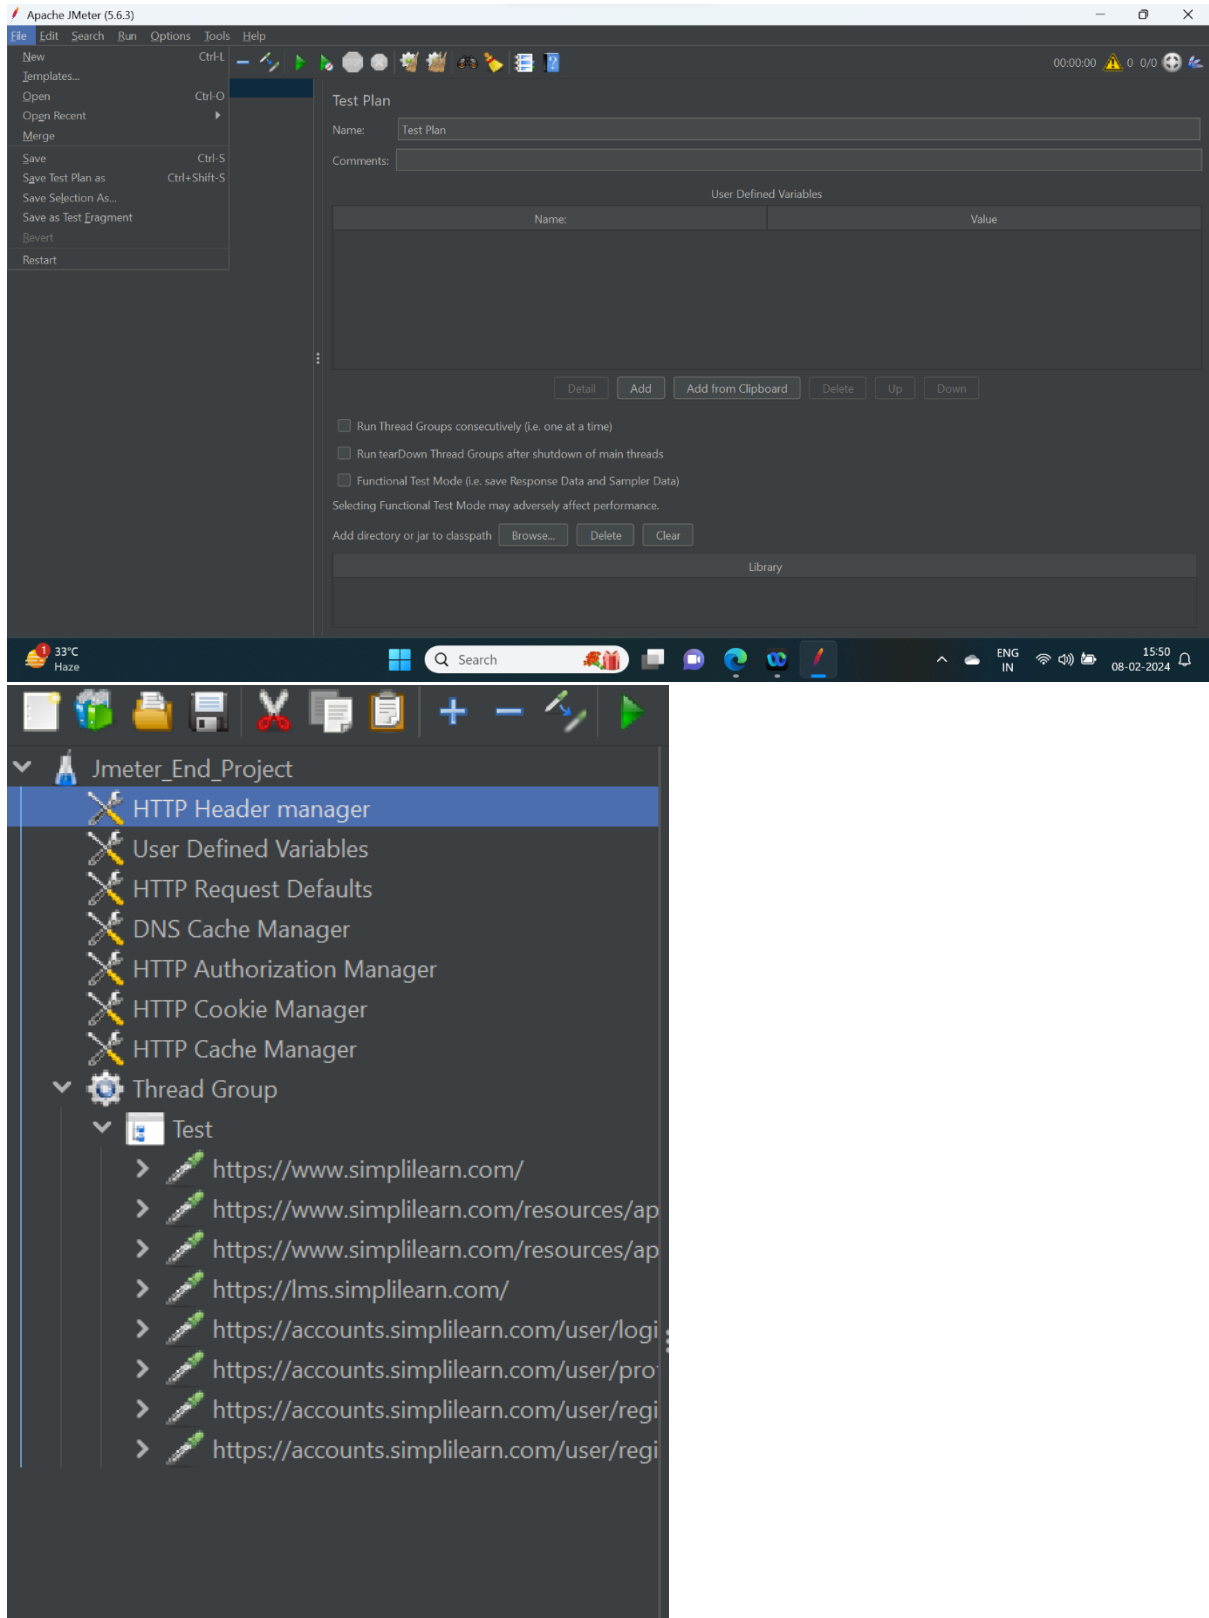 Apache JMeter (5.6.3)
File Edit Search Run Options Tools Help
New Ctrl-L
Templates...
Open Ctrl-O
Open Recent
Merge
Save Ctrl-S
Save Test Plan as Ctrl+Shift-S
Save Selection As...
Save as Test Fragment
Revert
Restart
00:00:00 0 0/0
Test Plan
Name: Test Plan
Comments:
User Defined Variables
Name: Value
Detail Add Add from Clipboard Delete Up Down
Run Thread Groups consecutively (i.e. one at a time)
Run tearDown Thread Groups after shutdown of main threads
Functional Test Mode (i.e. save Response Data and Sampler Data)
Selecting Functional Test Mode may adversely affect performance.
Add directory or jar to classpath Browse... Delete Clear
Library
1 33°C
Haze
Search
ENG
IN
15:50
08-02-2024
Jmeter_End_Project
HTTP Header manager
User Defined Variables
HTTP Request Defaults
DNS Cache Manager
HTTP Authorization Manager
HTTP Cookie Manager
HTTP Cache Manager
Thread Group
Test
https://www.simplilearn.com/
https://www.simplilearn.com/resources/ap
https://www.simplilearn.com/resources/ap
https://lms.simplilearn.com/
https://accounts.simplilearn.com/user/logi
https://accounts.simplilearn.com/user/pro
https://accounts.simplilearn.com/user/regi
https://accounts.simplilearn.com/user/regi